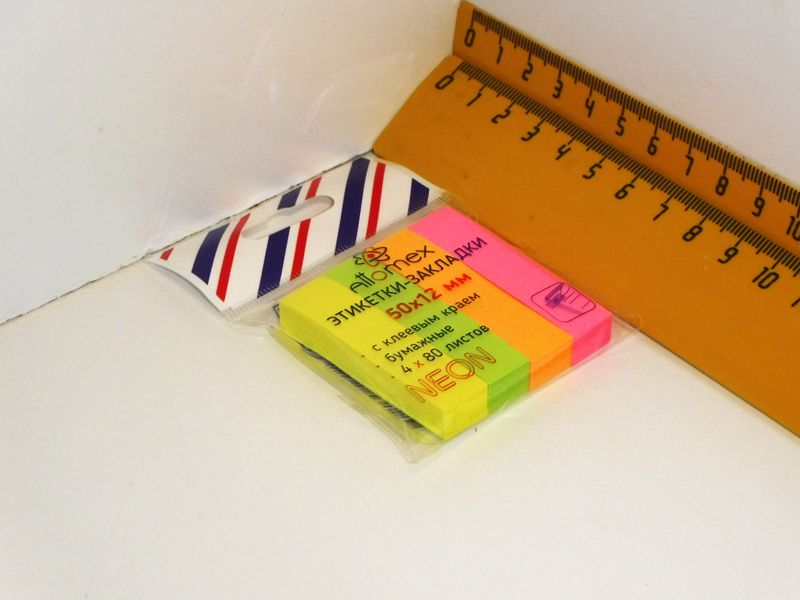 0 1 2 3 4 5 6 7 8 9 10
0 1 2 3 4 5 6 7 8 9 10
Attomex
ЭТИКЕТКИ-ЗАКЛАДКИ
50х12 мм
с клеевым краем
бумажные
4 х 80 листов
NEON